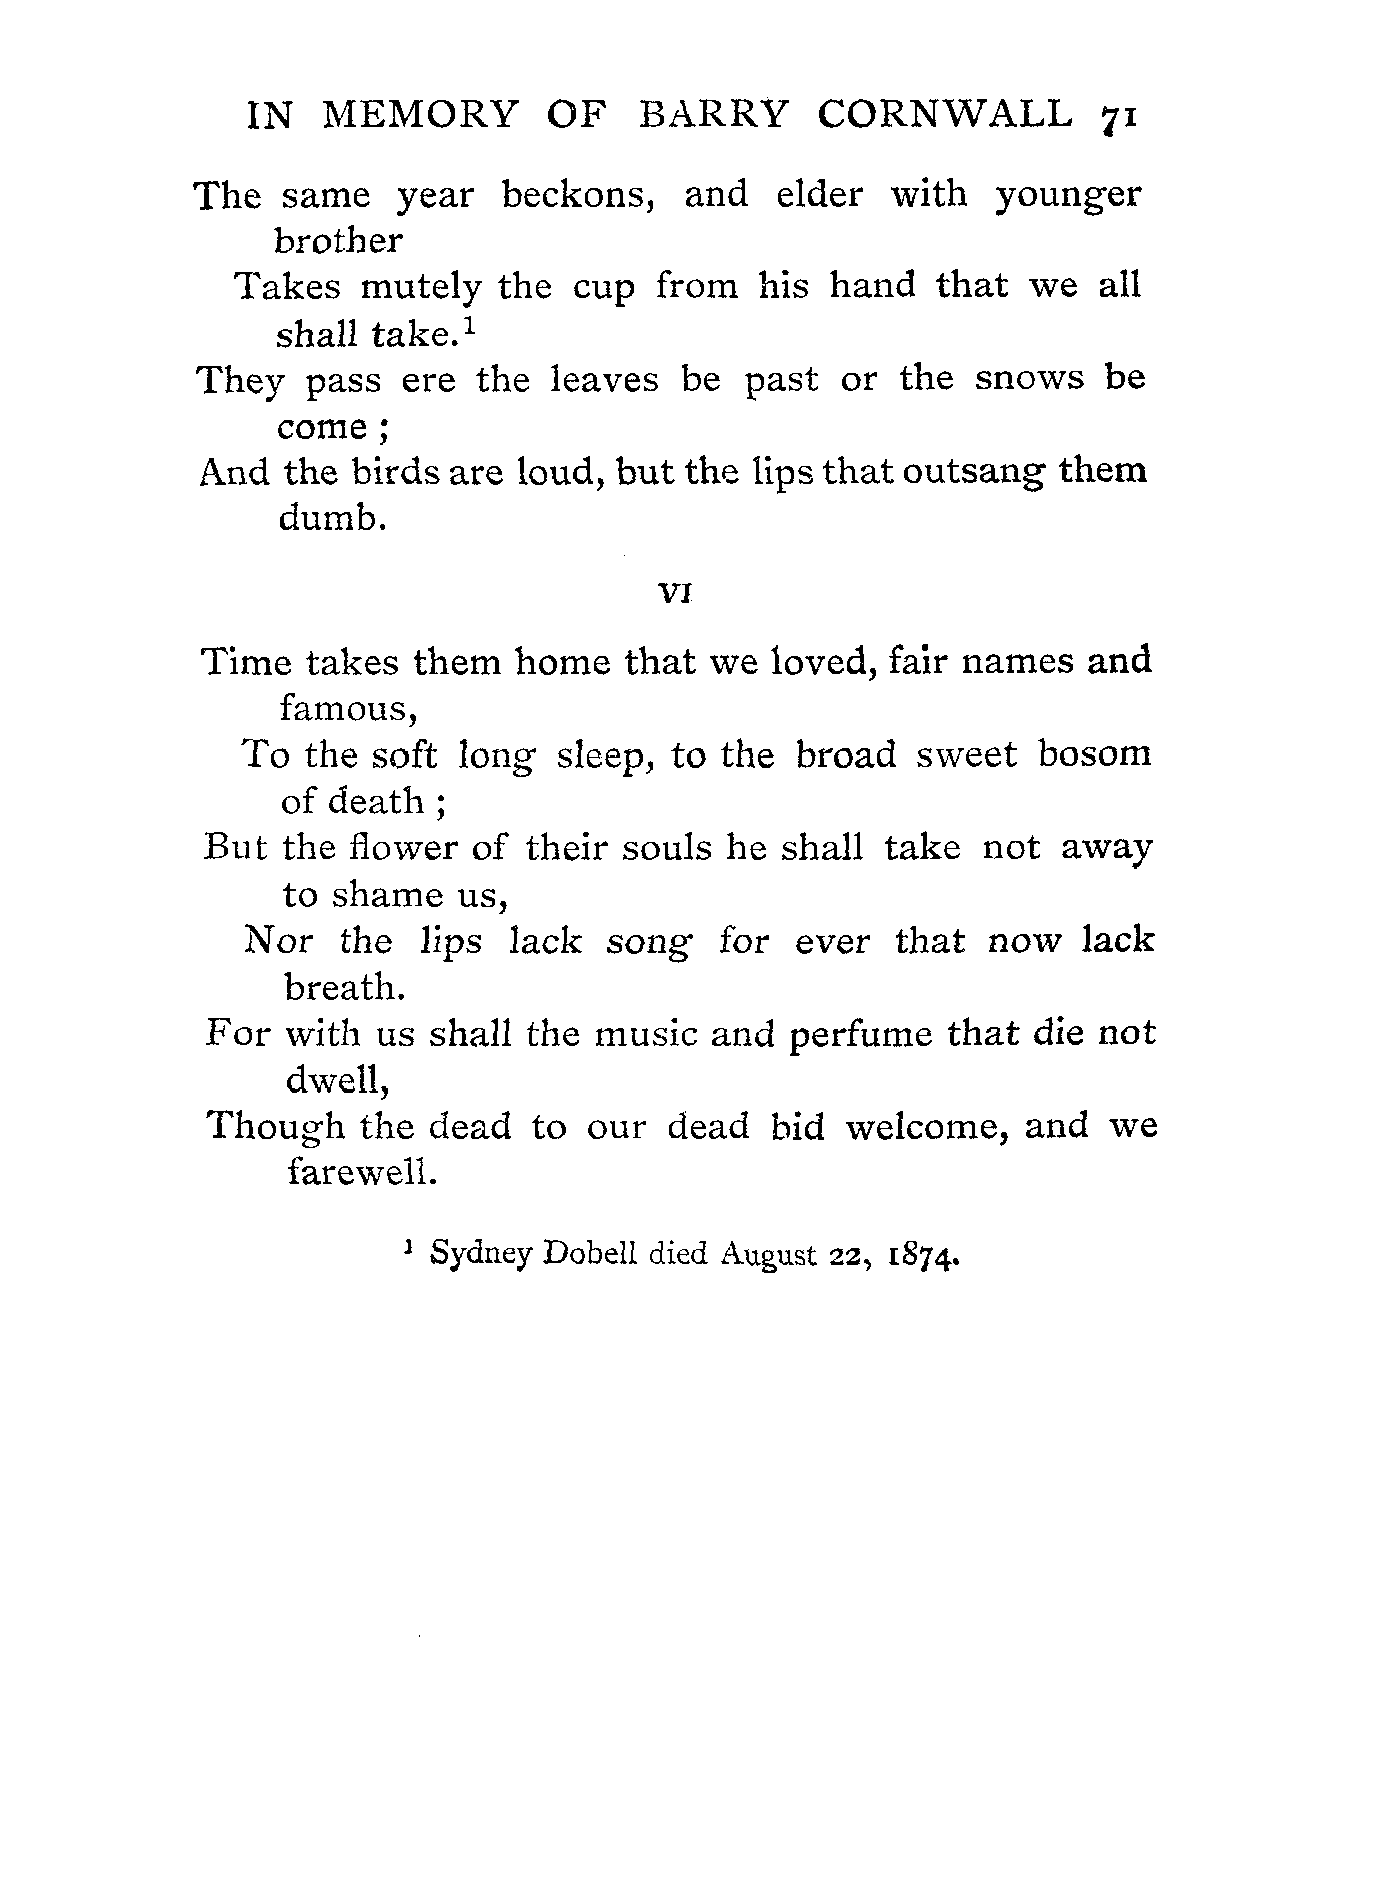 IN MEMORY OF BARRY CORNWALL 71
The same year beckons, and elder with younger
brother
Takes mutely the cup from his hand that we all
shall take.¹
They pass ere the leaves be past or the snows be
come ;
And the birds are loud, but the lips that outsang them
dumb.
VI
Time takes them home that we loved, fair names and
famous,
To the soft long sleep, to the broad sweet bosom
of death ;
But the flower of their souls he shall take not away
to shame us,
Nor the lips lack song for ever that now lack
breath.
For with us shall the music and perfume that die not
dwell,
Though the dead to our dead bid welcome, and we
farewell.
¹ Sydney Dobell died August 22, 1874.